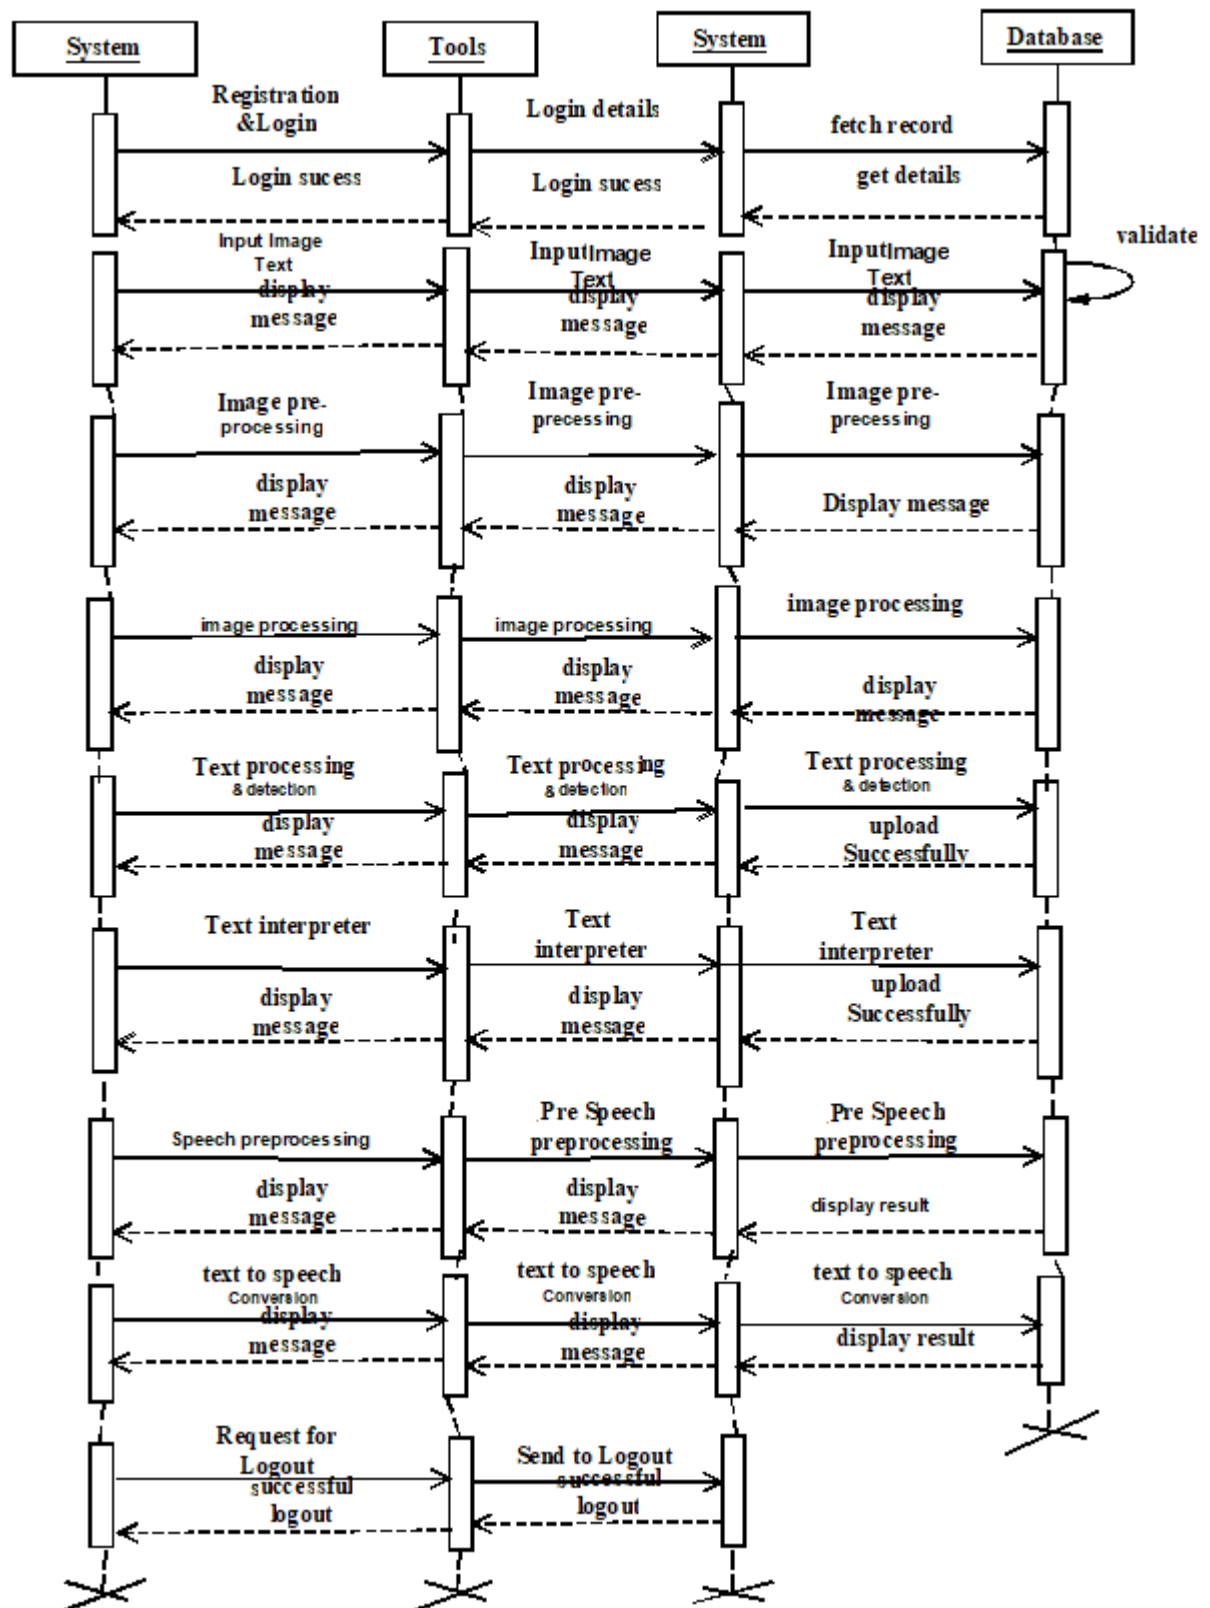 System
Tools
System
Database
Registration
&Login
Login details
fetch record
Login sucess
Login sucess
get details
validate
Input Image
Text
InputImage
Text
InputImage
Text
display
message
display
message
display
message
Image pre-
processing
Image pre-
precessing
Image pre-
precessing
display
message
display
message
Display message
image processing
image processing
image processing
display
message
display
message
display
message
Text processing
& detection
Text processing
& detection
Text processing
& detection
display
message
display
message
upload
Successfully
Text interpreter
Text
interpreter
Text
interpreter
display
message
display
message
upload
Successfully
Speech preprocessing
Pre Speech
preprocessing
Pre Speech
preprocessing
display
message
display
message
display result
text to speech
Conversion
text to speech
Conversion
text to speech
Conversion
display
message
display
message
display result
Request for
Logout
Send to Logout
successful
logout
successful
logout